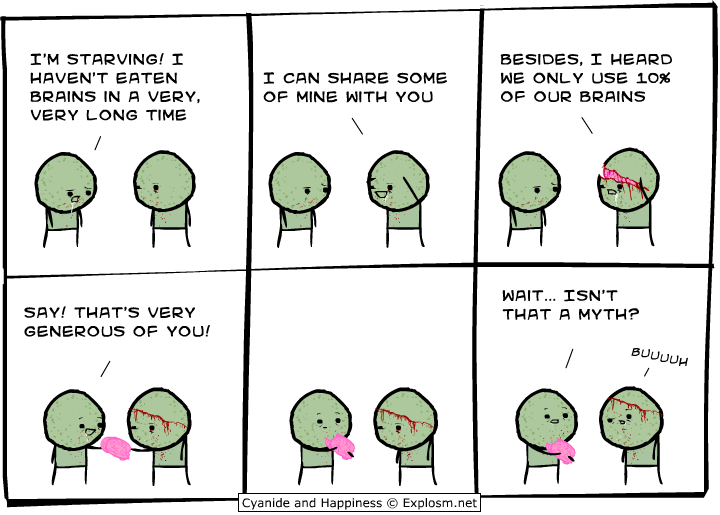 I'M STARVING! I
HAVEN'T EATEN
BRAINS IN A VERY,
VERY LONG TIME
I CAN SHARE SOME
OF MINE WITH YOU
BESIDES, I HEARD
WE ONLY USE 10%
OF OUR BRAINS
SAY! THAT'S VERY
GENEROUS OF YOU!
WAIT... ISN'T
THAT A MYTH?
BUUUUH
Cyanide and Happiness © Explosm.net